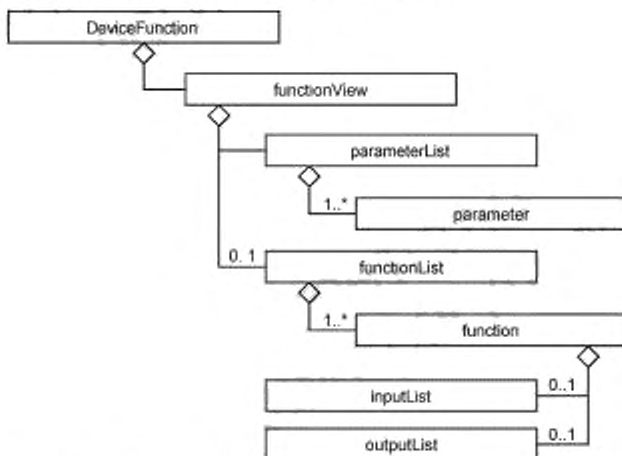 DeviceFunction
functionView
parameterList
1..*
parameter
0. 1
functionList
1..*
function
inputList
0..1
outputList
0..1